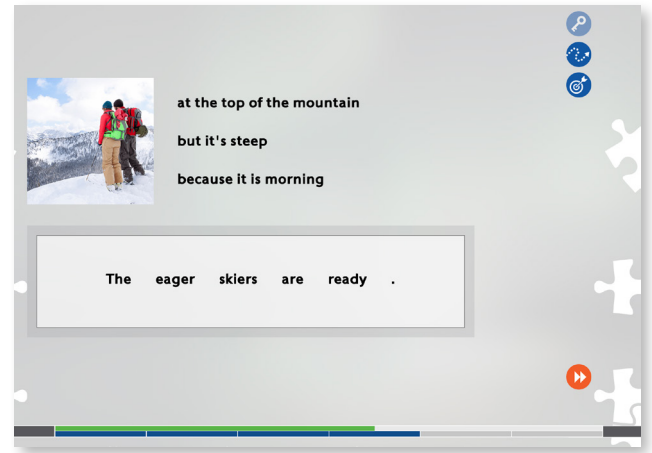 at the top of the mountain
but it's steep
because it is morning
The eager skiers are ready .